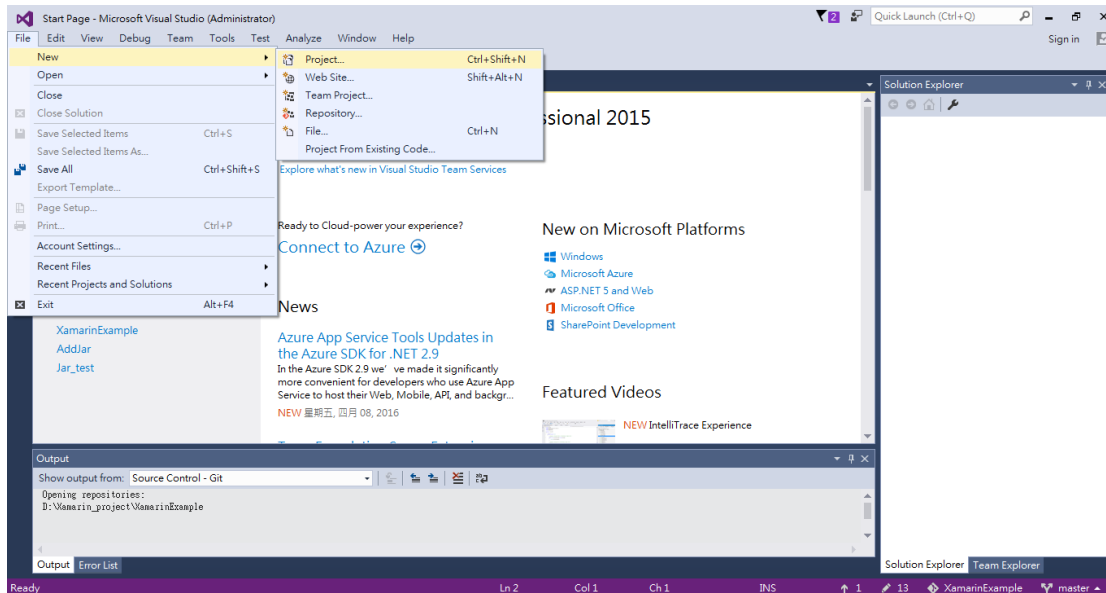 Start Page - Microsoft Visual Studio (Administrator)
2
Quick Launch (Ctrl+Q)
File Edit View Debug Team Tools Test Analyze Window Help
Sign in
New
Open
Close
Close Solution
Save Selected Items Ctrl+S
Save Selected Items As...
Save All Ctrl+Shift+S
Export Template...
Page Setup...
Print... Ctrl+P
Account Settings...
Recent Files
Recent Projects and Solutions
Exit Alt+F4
Project... Ctrl+Shift+N
Web Site... Shift+Alt+N
Team Project...
Repository...
File... Ctrl+N
Project From Existing Code...
XamarinExample
AddJar
Jar_test
ssional 2015
Explore what's new in Visual Studio Team Services
Ready to Cloud-power your experience?
Connect to Azure
News
Azure App Service Tools Updates in
the Azure SDK for .NET 2.9
In the Azure SDK 2.9 we’ve made it significantly
more convenient for developers who use Azure App
Service to host their Web, Mobile, API, and backgr...
NEW 星期五, 四月 08, 2016
New on Microsoft Platforms
Windows
Microsoft Azure
ASP.NET 5 and Web
Microsoft Office
SharePoint Development
Featured Videos
NEW IntelliTrace Experience
Solution Explorer
Output
Show output from: Source Control - Git
Opening repositories:
D:\Xamarin_project\XamarinExample
Output Error List
Solution Explorer Team Explorer
Ready Ln 2 Col 1 Ch 1 INS 1 13 XamarinExample master